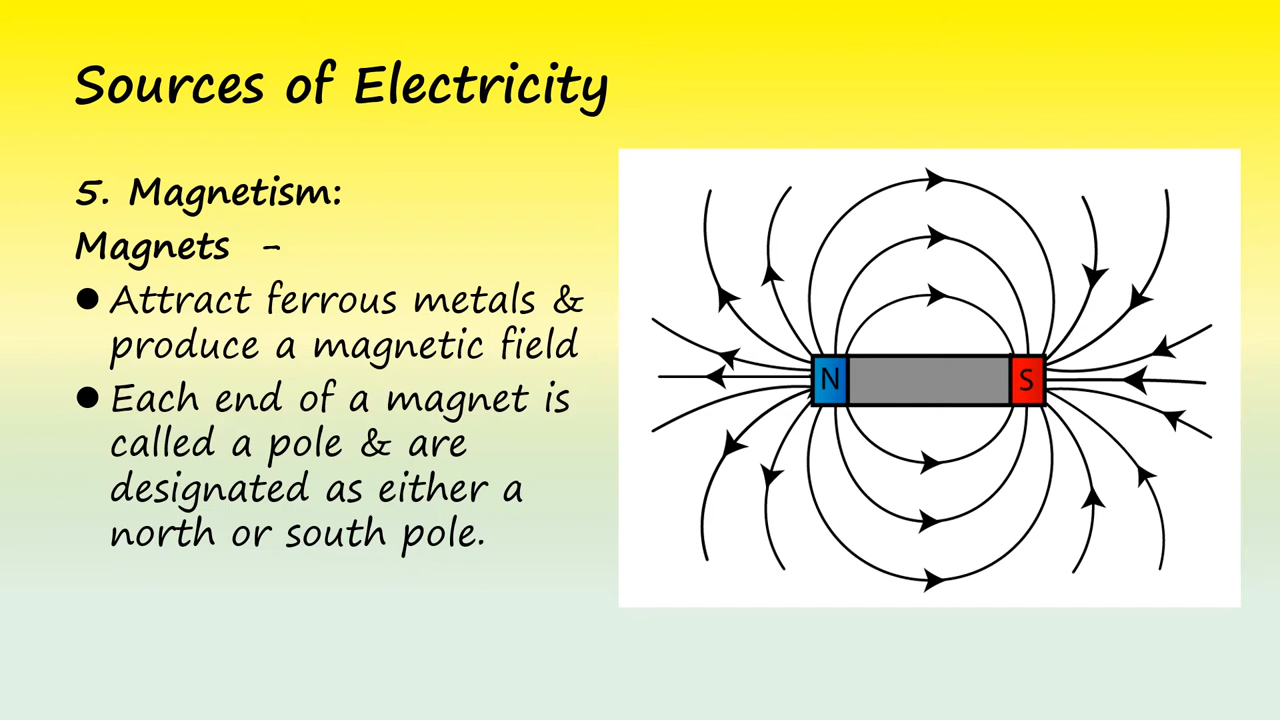 Sources of Electricity
5. Magnetism:
Magnets -
● Attract ferrous metals &
produce a magnetic field
● Each end of a magnet is
called a pole & are
designated as either a
north or south pole.
N S